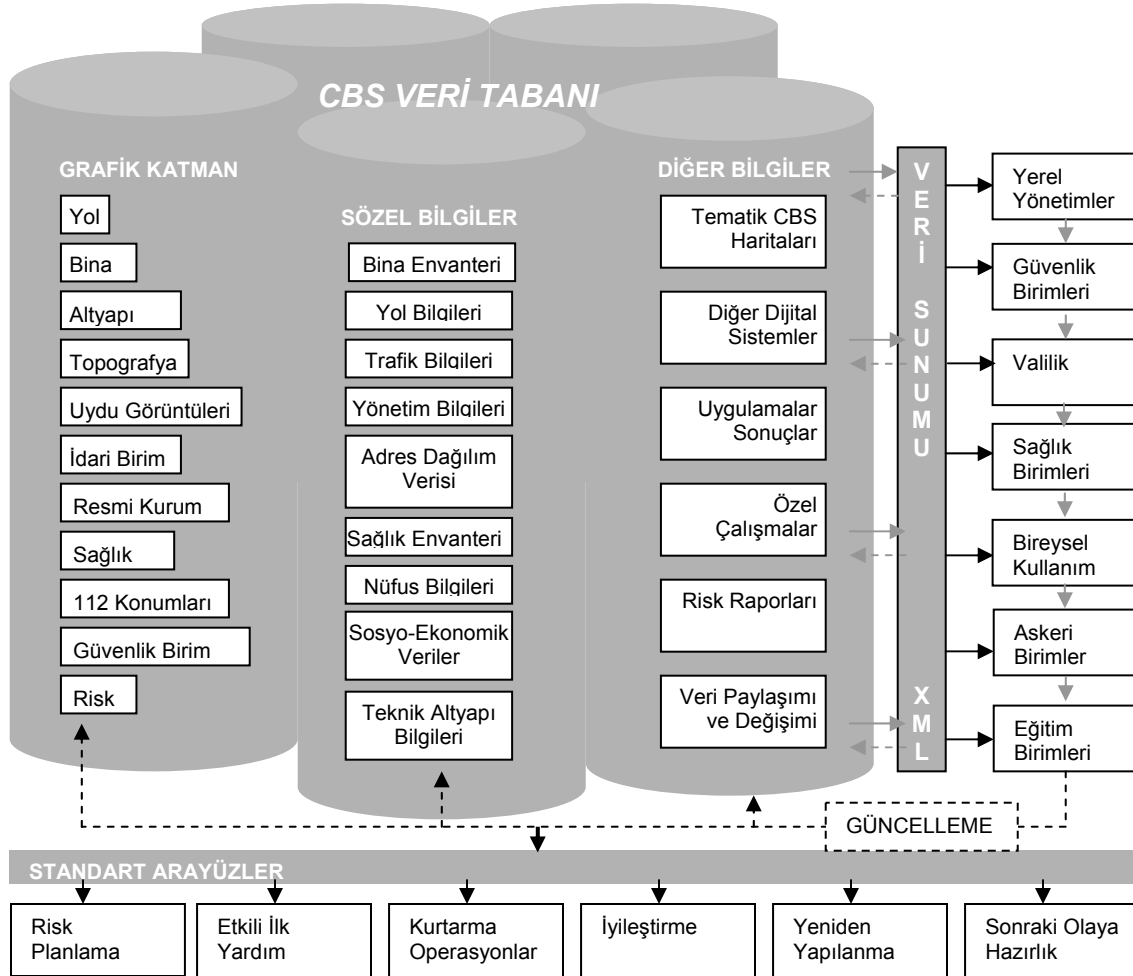 CBS VERİ TABANI
GRAFİK KATMAN
Yol
Bina
Altyapı
Topografya
Uydu Görüntüleri
İdari Birim
Resmi Kurum
Sağlık
112 Konumları
Güvenlik Birim
Risk
SÖZEL BİLGİLER
Bina Envanteri
Yol Bilgileri
Trafik Bilgileri
Yönetim Bilgileri
Adres Dağılım
Verisi
Sağlık Envanteri
Nüfus Bilgileri
Sosyo-Ekonomik
Veriler
Teknik Altyapı
Bilgileri
DİĞER BİLGİLER
Tematik CBS
Haritaları
Diğer Dijital
Sistemler
Uygulamalar
Sonuçlar
Özel
Çalışmalar
Risk Raporları
Veri Paylaşımı
ve Değişimi
VERİ SUNUMU XML
Yerel
Yönetimler
Güvenlik
Birimleri
Valilik
Sağlık
Birimleri
Bireysel
Kullanım
Askeri
Birimler
Eğitim
Birimleri
GÜNCELLEME
STANDART ARAYÜZLER
Risk
Planlama
Etkili İlk
Yardım
Kurtarma
Operasyonlar
İyileştirme
Yeniden
Yapılanma
Sonraki Olaya
Hazırlık